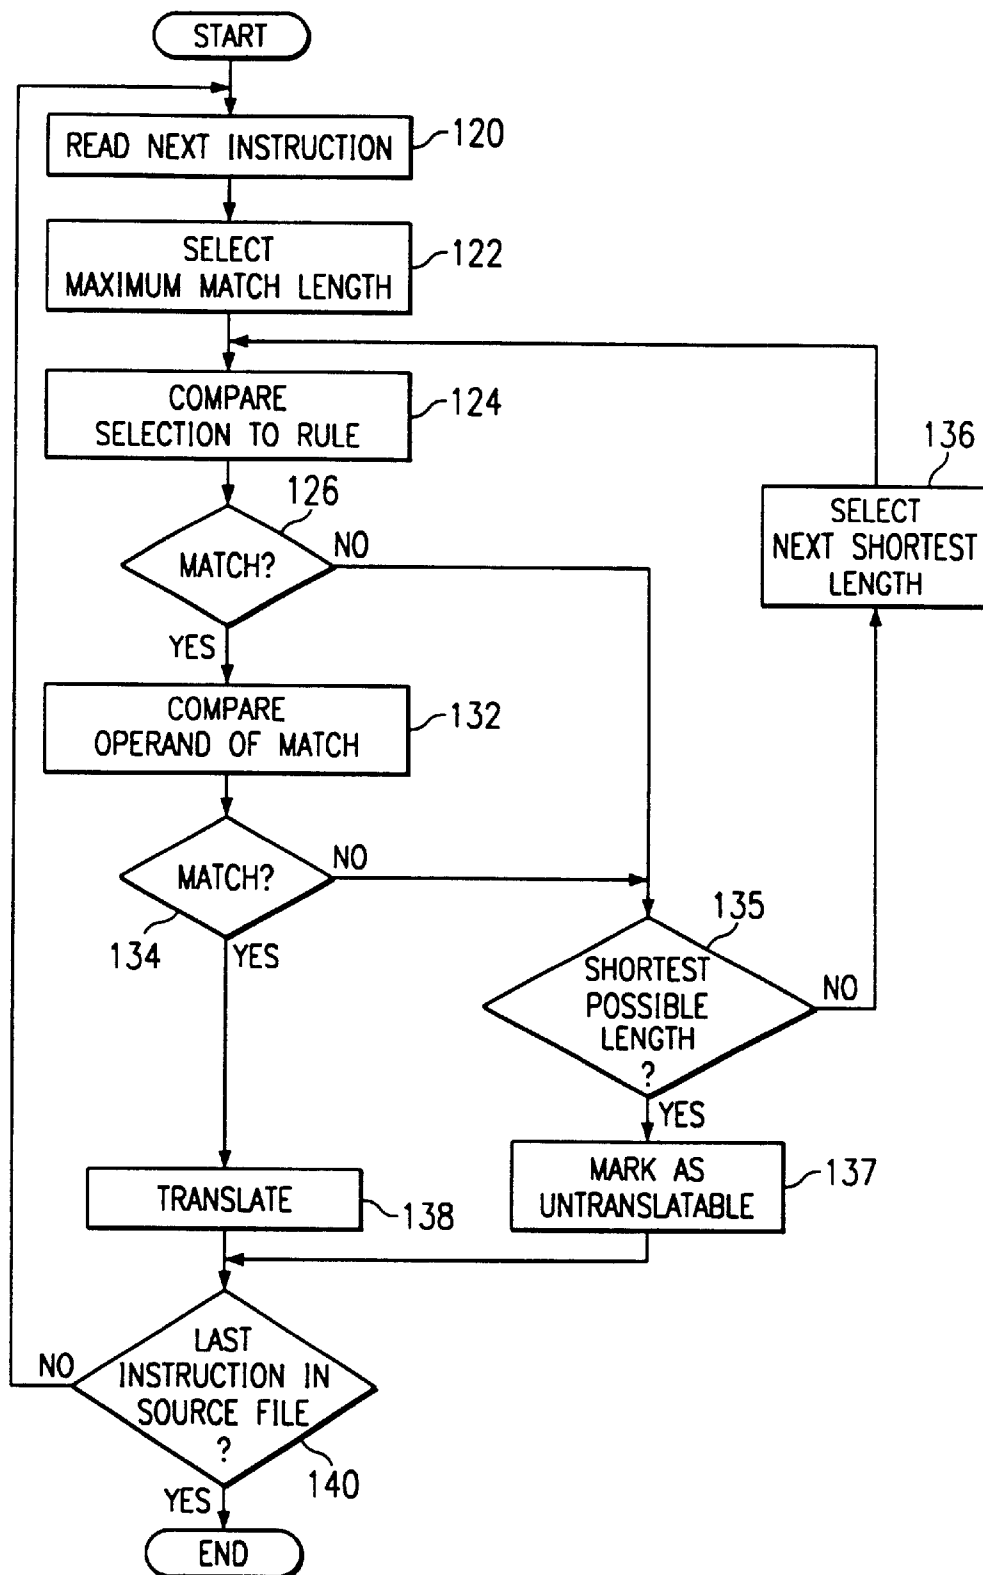 START
READ NEXT INSTRUCTION
120
SELECT
MAXIMUM MATCH LENGTH
122
COMPARE
SELECTION TO RULE
124
136
SELECT
NEXT SHORTEST
LENGTH
126
MATCH?
NO
YES
COMPARE
OPERAND OF MATCH
132
MATCH?
NO
134
YES
135
SHORTEST
POSSIBLE
LENGTH
?
NO
YES
MARK AS
UNTRANSLATABLE
137
TRANSLATE
138
LAST
INSTRUCTION IN
SOURCE FILE
?
NO
140
YES
END